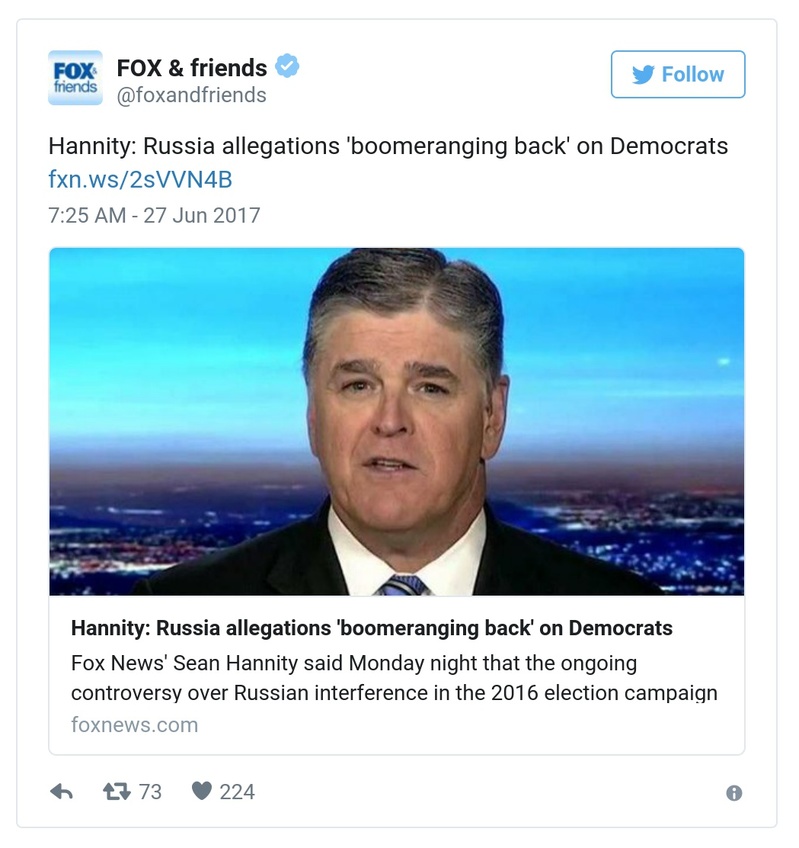 FOX&
friends
FOX & friends
@foxandfriends
Follow
Hannity: Russia allegations 'boomeranging back' on Democrats
fxn.ws/2sVVN4B
7:25 AM - 27 Jun 2017
Hannity: Russia allegations 'boomeranging back' on Democrats
Fox News' Sean Hannity said Monday night that the ongoing
controversy over Russian interference in the 2016 election campaign
foxnews.com
73
224